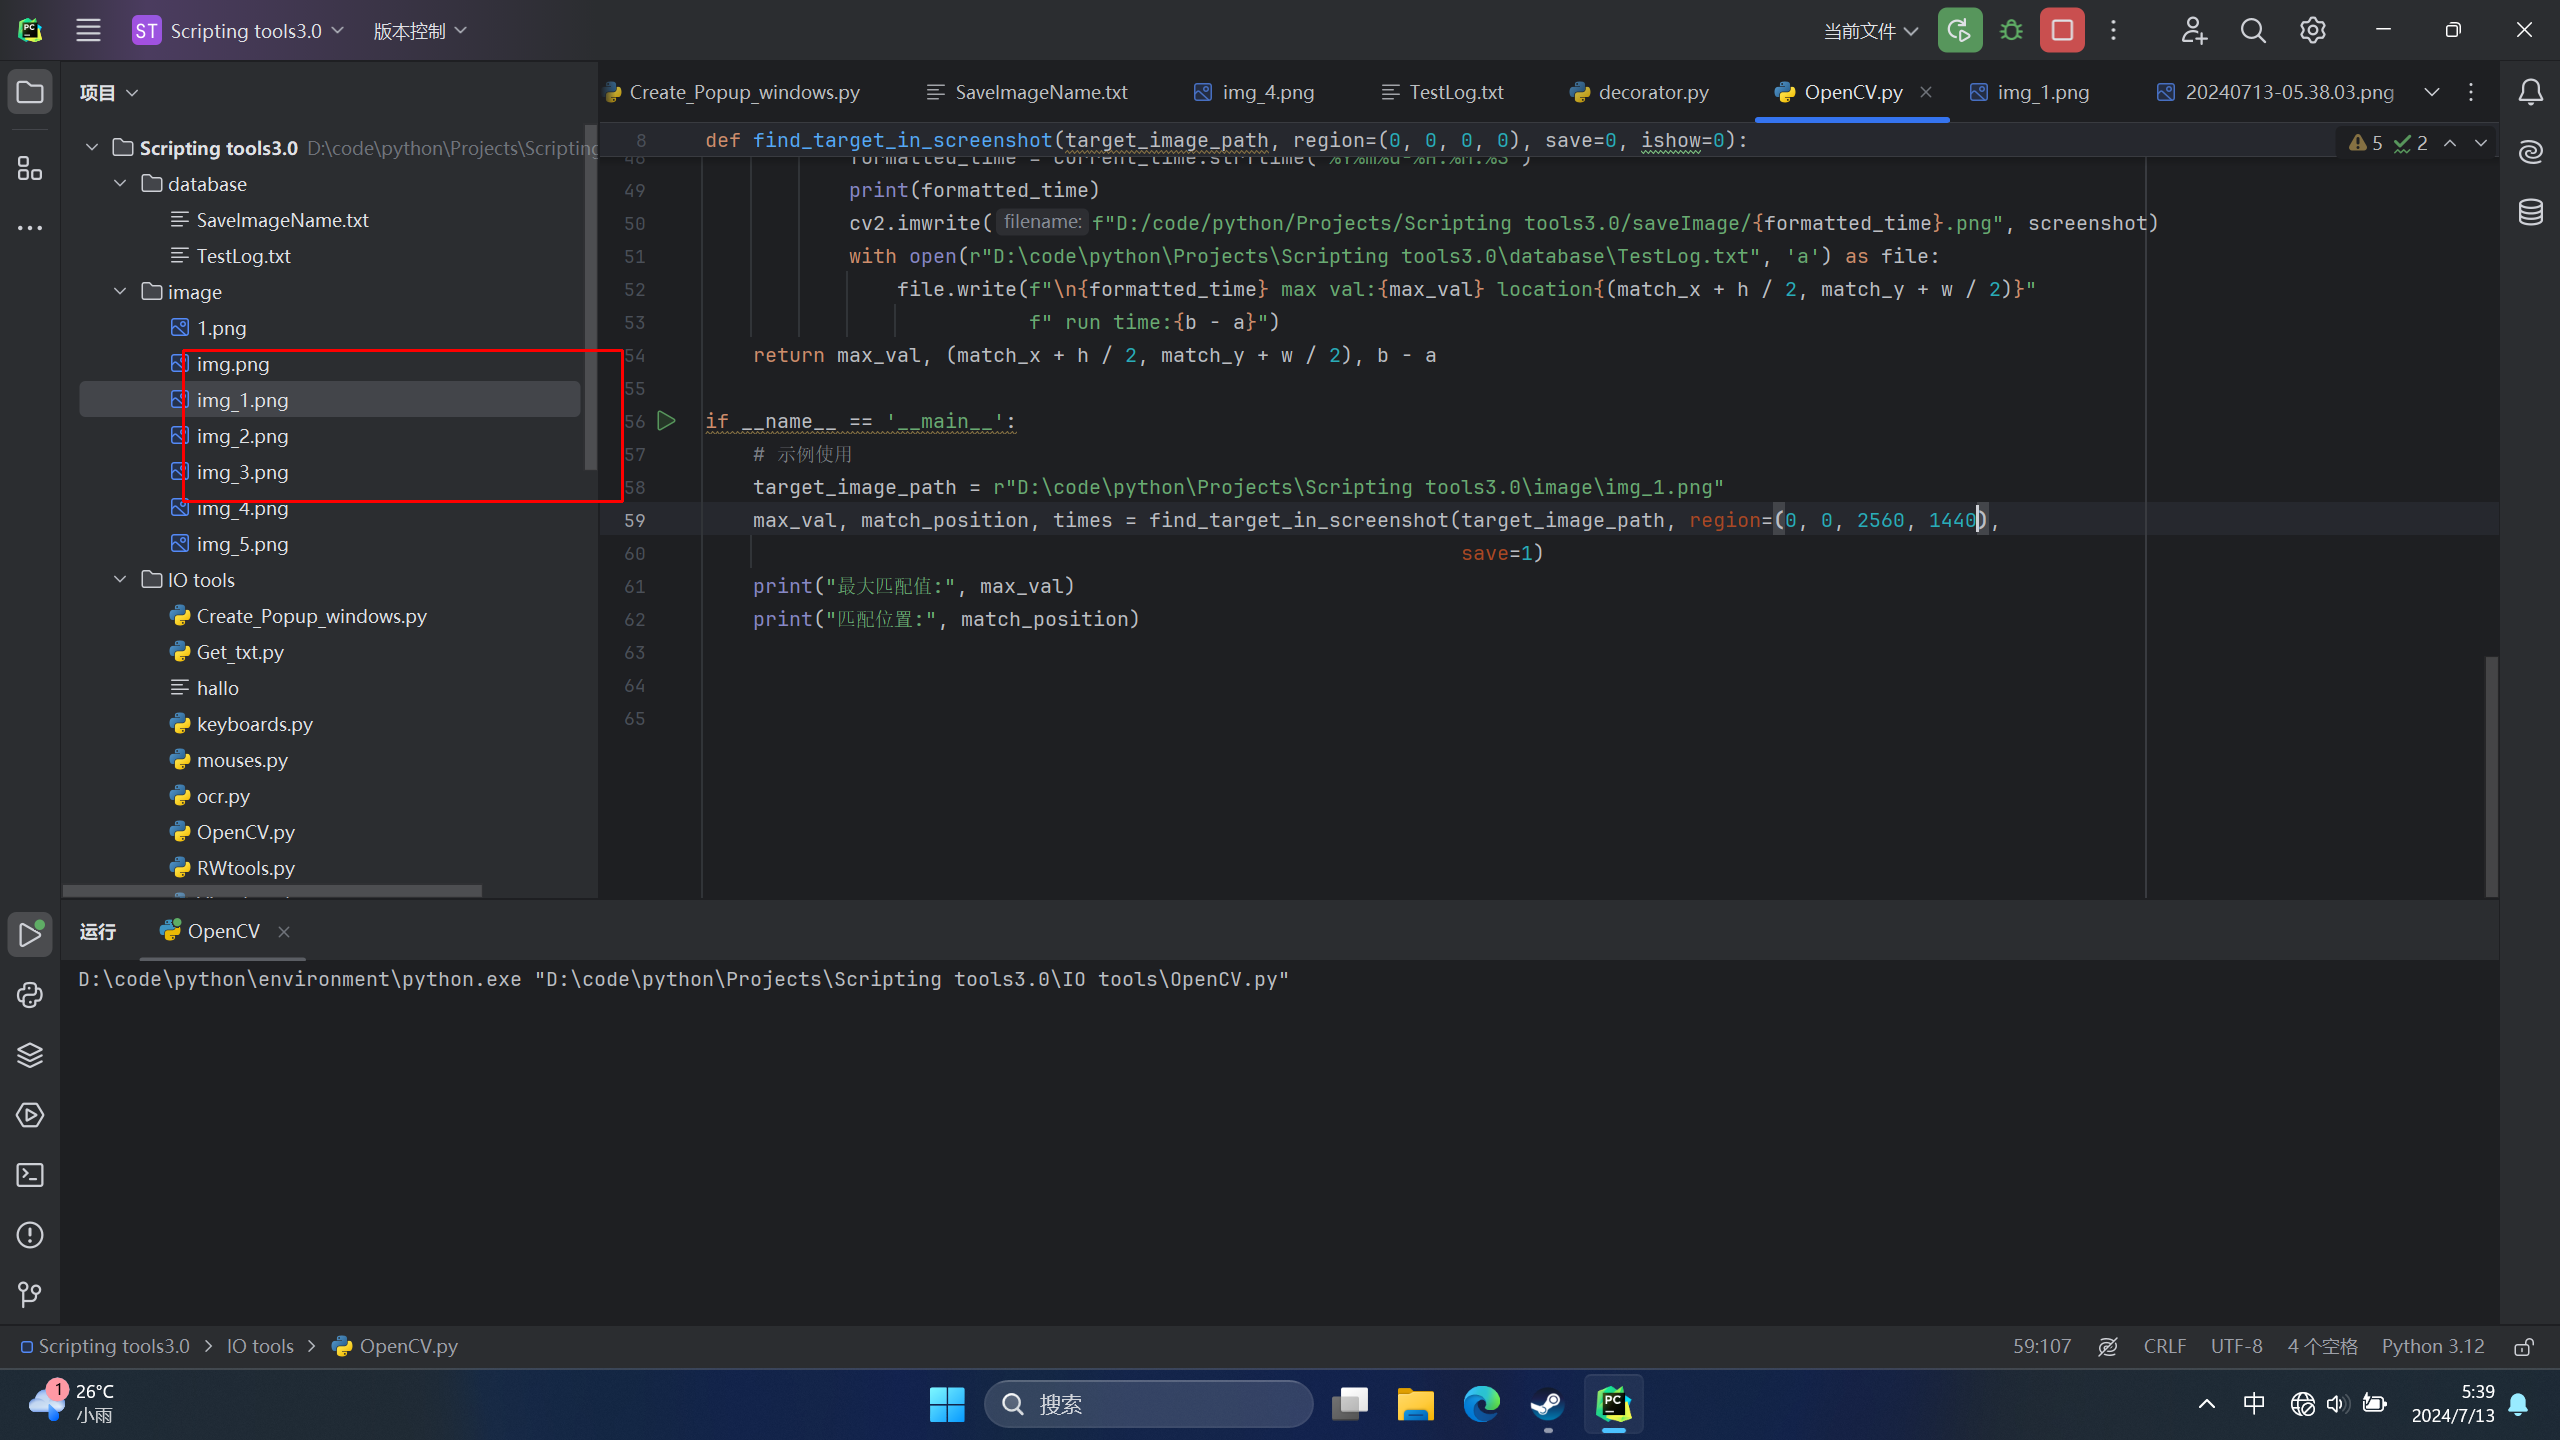 ST Scripting tools3.0 版本控制 当前文件
项目
Create_Popup_windows.py SaveImageName.txt img_4.png TestLog.txt decorator.py OpenCV.py img_1.png 20240713-05.38.03.png
Scripting tools3.0 D:\code\python\Projects\Scripting
database
SaveImageName.txt
TestLog.txt
image
1.png
img.png
img_1.png
img_2.png
img_3.png
img_4.png
img_5.png
IO tools
Create_Popup_windows.py
Get_txt.py
hallo
keyboards.py
mouses.py
ocr.py
OpenCV.py
RWtools.py
8 def find_target_in_screenshot(target_image_path, region=(0, 0, 0, 0), save=0, ishow=0):
5 2
48 formatted_time = current_time.strftime("%Y%m%d-%H.%M.%S")
49 print(formatted_time)
50 cv2.imwrite( filename: f"D:/code/python/Projects/Scripting tools3.0/saveImage/{formatted_time}.png", screenshot)
51 with open(r"D:\code\python\Projects\Scripting tools3.0\database\TestLog.txt", 'a') as file:
52 file.write(f"\n{formatted_time} max val:{max_val} location{(match_x + h / 2, match_y + w / 2)}"
53 f" run time:{b - a}")
54 return max_val, (match_x + h / 2, match_y + w / 2), b - a
55
56 if __name__ == '__main__':
57 # 示例使用
58 target_image_path = r"D:\code\python\Projects\Scripting tools3.0\image\img_1.png"
59 max_val, match_position, times = find_target_in_screenshot(target_image_path, region=(0, 0, 2560, 1440),
60 save=1)
61 print("最大匹配值:", max_val)
62 print("匹配位置:", match_position)
63
64
65
运行 OpenCV
D:\code\python\environment\python.exe "D:\code\python\Projects\Scripting tools3.0\IO tools\OpenCV.py"
Scripting tools3.0 IO tools OpenCV.py 59:107 CRLF UTF-8 4 个空格 Python 3.12
1 26°C
小雨
搜索
中
5:39
2024/7/13